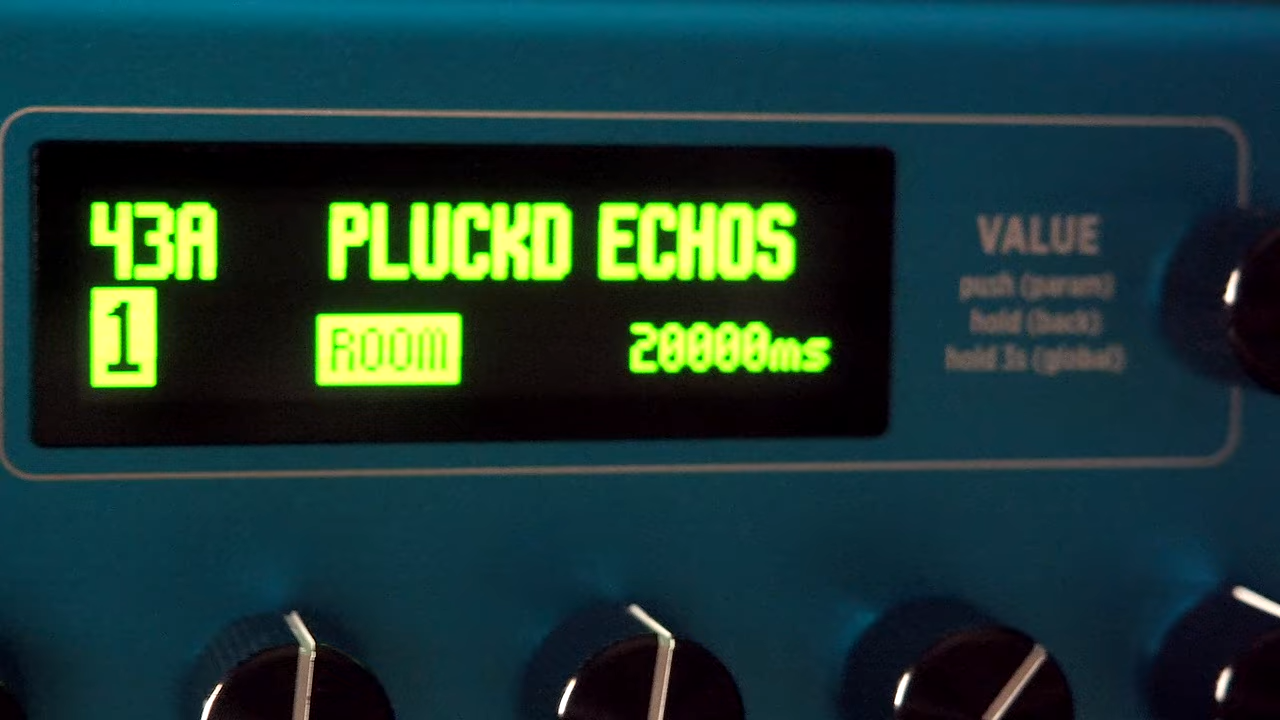 43A PLUCKD ECHOS
1 ROOM 20000ms
VALUE
push (param)
hold (back)
hold 3s (global)